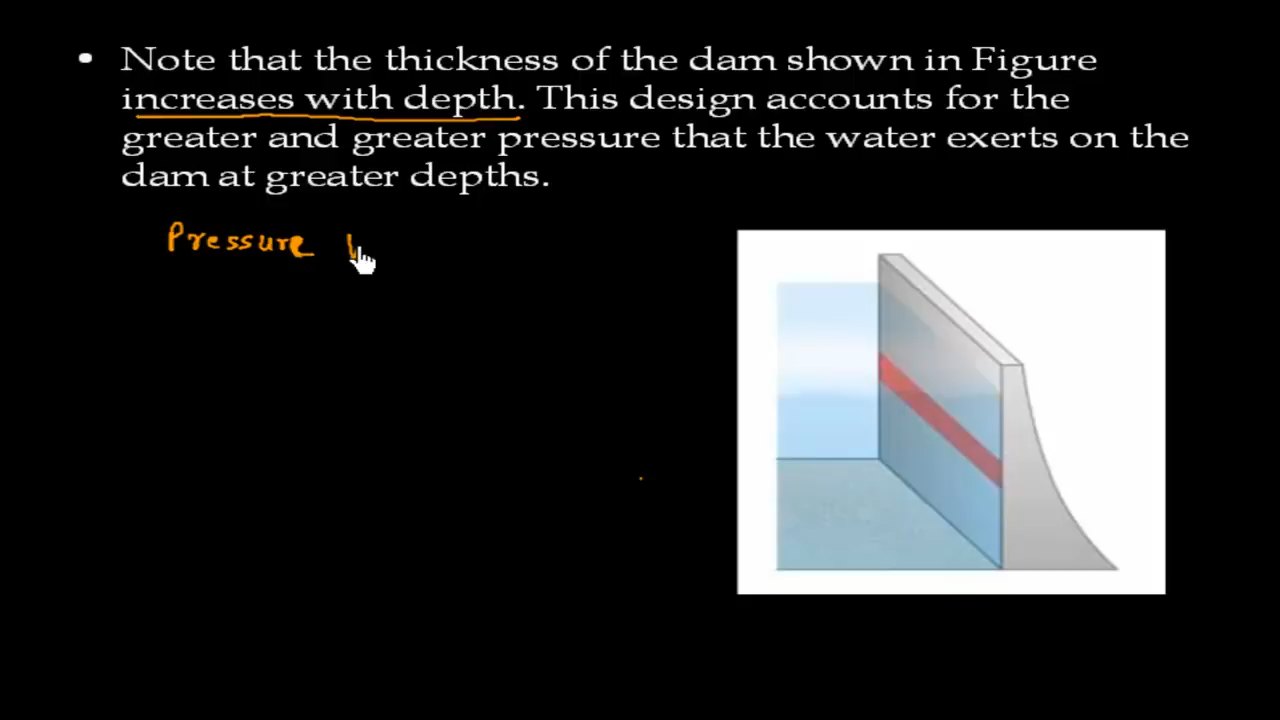 • Note that the thickness of the dam shown in Figure
increases with depth. This design accounts for the
greater and greater pressure that the water exerts on the
dam at greater depths.
Pressure